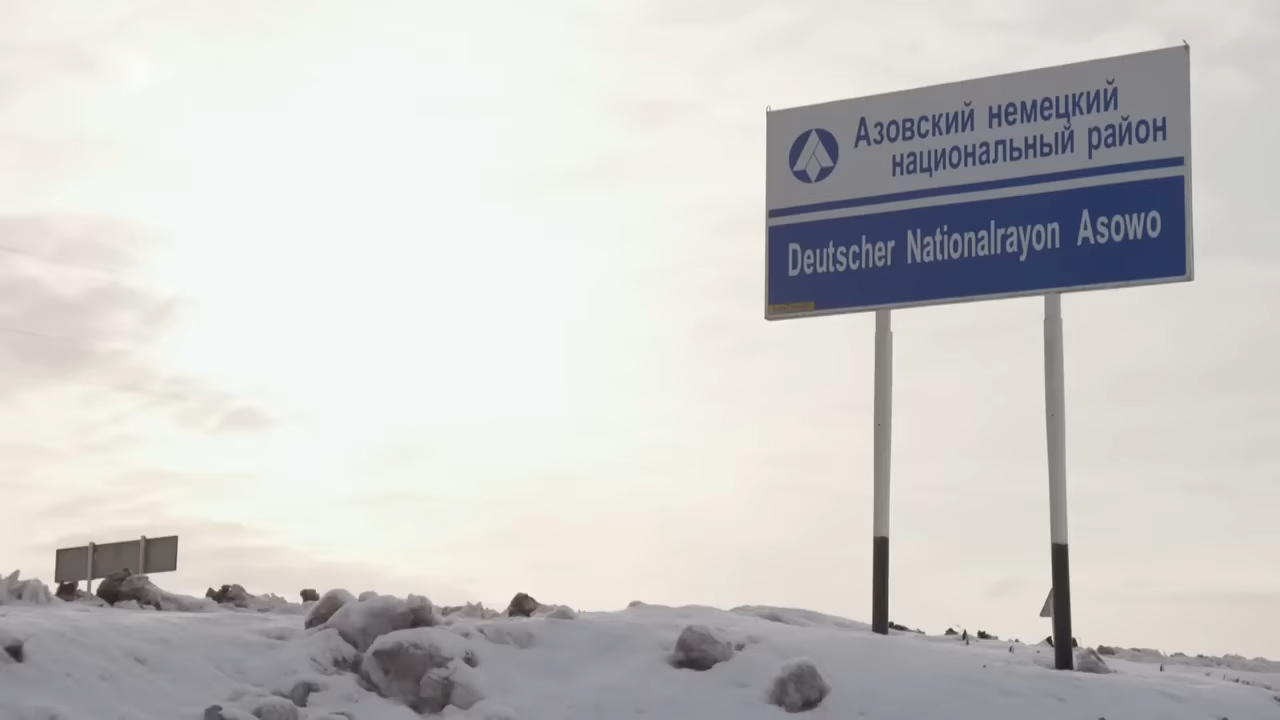 Азовский немецкий
национальный район
Deutscher Nationalrayon Asowo